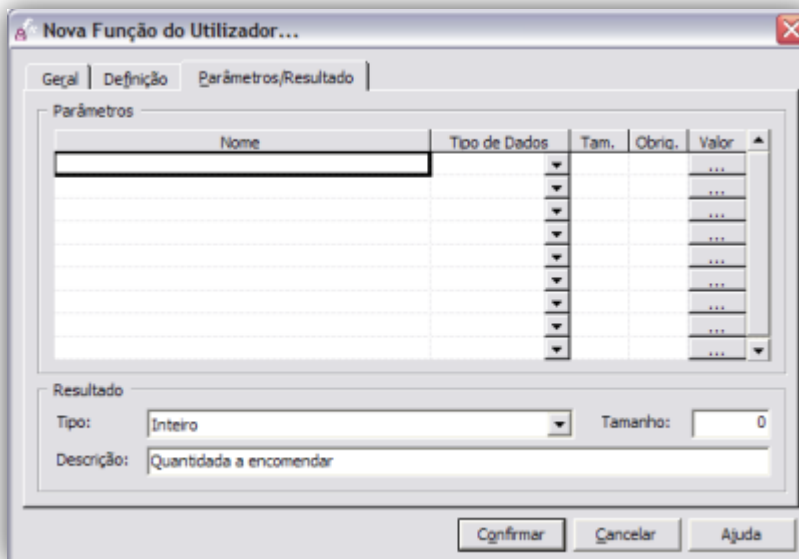 Nova Função do Utilizador...
Geral Definição Parâmetros/Resultado
Parâmetros
Nome Tipo de Dados Tam. Obrig. Valor
...
...
...
...
...
...
...
...
...
Resultado
Tipo: Inteiro Tamanho: 0
Descrição: Quantidada a encomendar
Confirmar Cancelar Ajuda